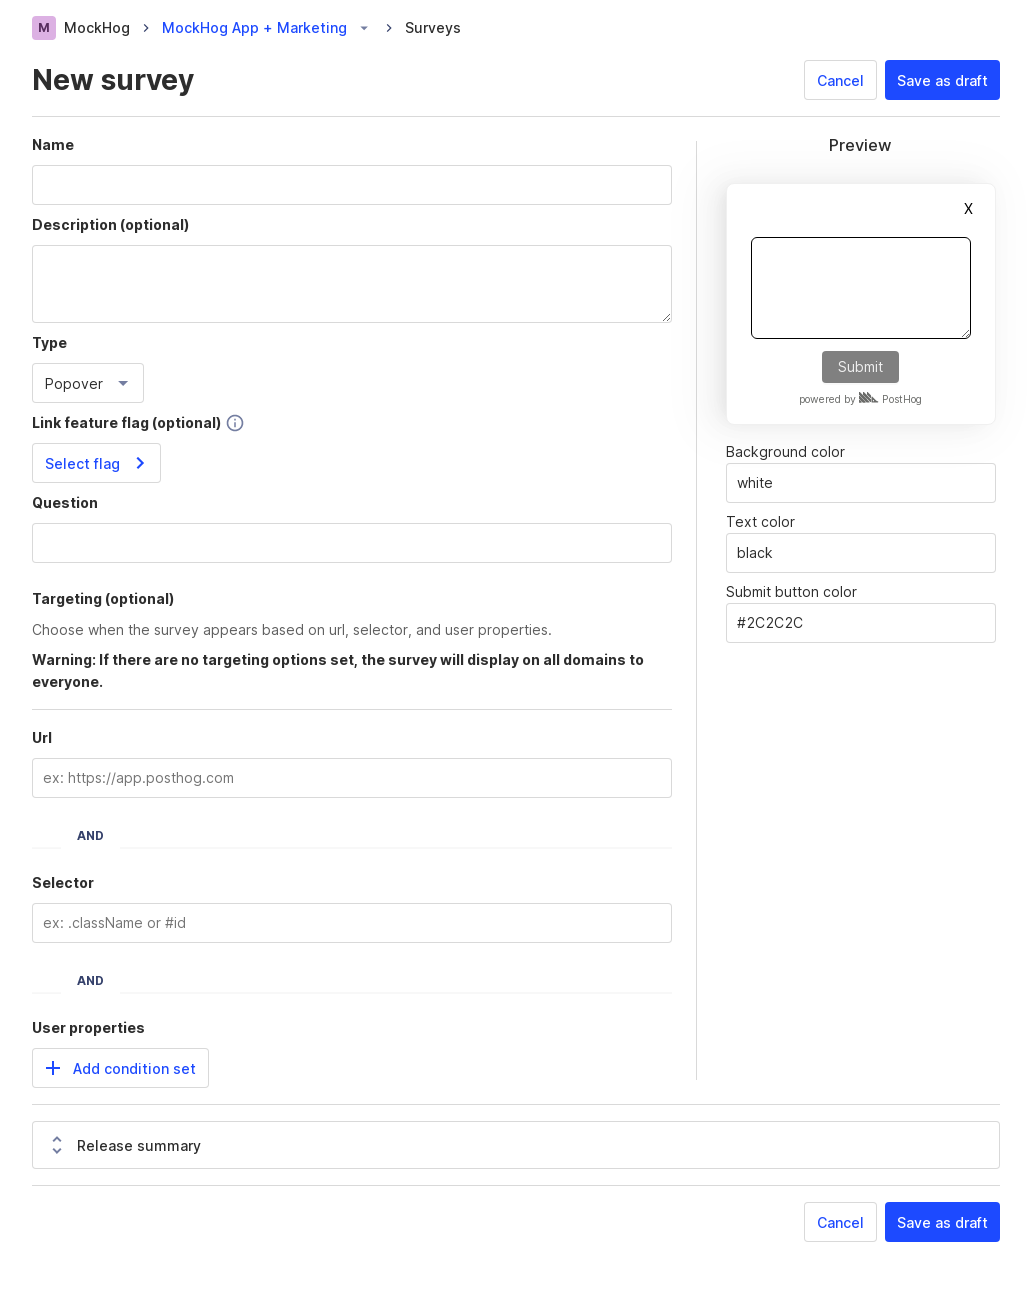 M MockHog MockHog App + Marketing Surveys
New survey
Cancel Save as draft
Name
Description (optional)
Type
Popover
Link feature flag (optional)
Select flag
Question
Targeting (optional)
Choose when the survey appears based on url, selector, and user properties.
Warning: If there are no targeting options set, the survey will display on all domains to
everyone.
Url
ex: https://app.posthog.com
AND
Selector
ex: .className or #id
AND
User properties
Add condition set
Preview
X
Submit
powered by PostHog
Background color
white
Text color
black
Submit button color
#2C2C2C
Release summary
Cancel Save as draft